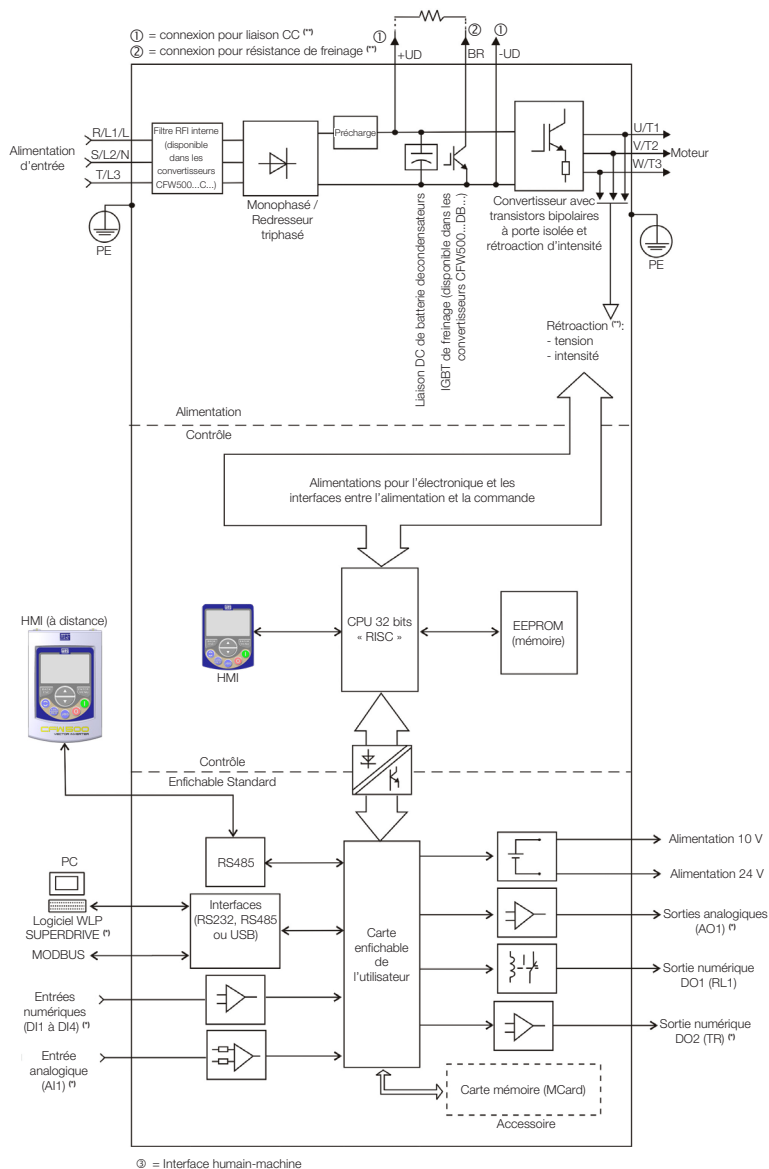 ① = connexion pour liaison CC (**)
② = connexion pour résistance de freinage (**)
① ② ①
+UD BR -UD
R/L1/L
S/L2/N
T/L3
Alimentation
d'entrée
PE
Filtre RFI interne
(disponible
dans les
convertisseurs
CFW500...C...)
Monophasé /
Redresseur
triphasé
Précharge
Liaison DC de batterie decondensateurs
IGBT de freinage (disponible dans les
convertisseurs CFW500...DB...)
Convertisseur avec
transistors bipolaires
à porte isolée et
rétroaction d'intensité
U/T1
V/T2
W/T3
Moteur
PE
Rétroaction (**):
- tension
- intensité
Alimentation
Contrôle
Alimentations pour l'électronique et les
interfaces entre l'alimentation et la commande
HMI (à distance)
HMI
CPU 32 bits
« RISC »
EEPROM
(mémoire)
Contrôle
Enfichable Standard
PC
Logiciel WLP
SUPERDRIVE (*)
MODBUS
RS485
Interfaces
(RS232, RS485
ou USB)
Entrées
numériques
(DI1 à DI4) (*)
Entrée
analogique
(AI1) (*)
Carte
enfichable
de
l'utilisateur
Alimentation 10 V
Alimentation 24 V
Sorties analogiques
(AO1) (*)
Sortie numérique
DO1 (RL1)
Sortie numérique
DO2 (TR) (*)
Carte mémoire (MCard)
Accessoire
③ = Interface humain-machine